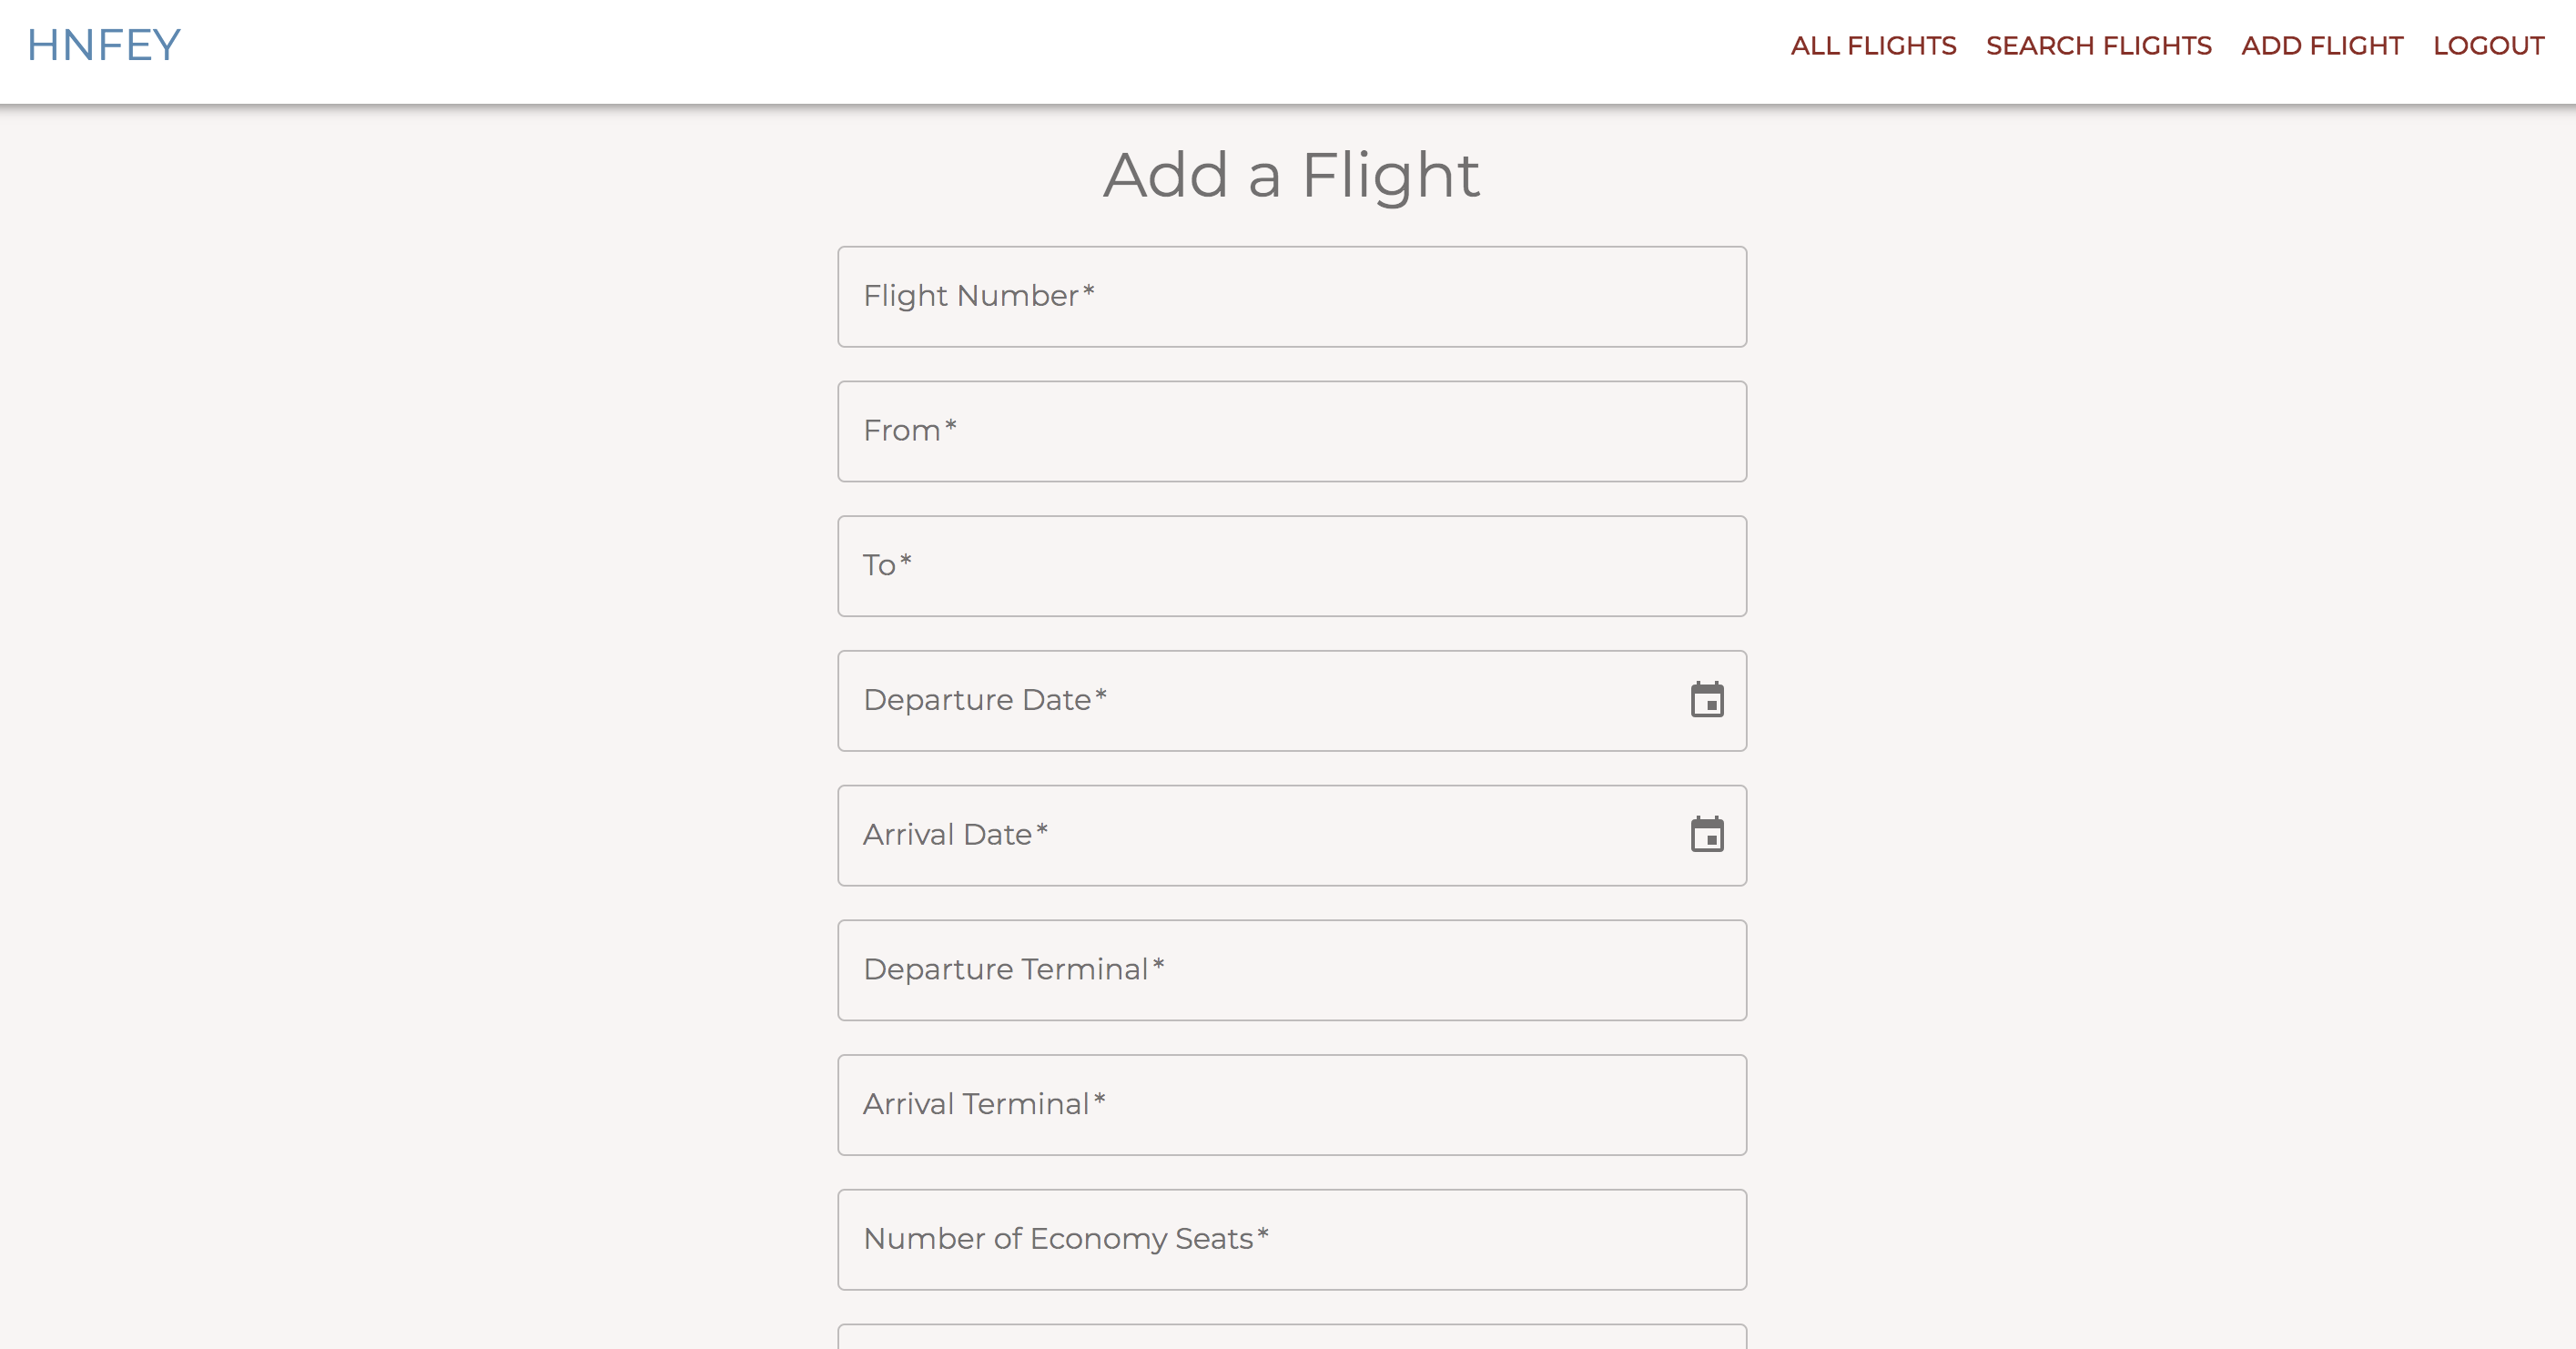 HNFEY
ALL FLIGHTS SEARCH FLIGHTS ADD FLIGHT LOGOUT
Add a Flight
Flight Number*
From*
To*
Departure Date*
Arrival Date*
Departure Terminal*
Arrival Terminal*
Number of Economy Seats*